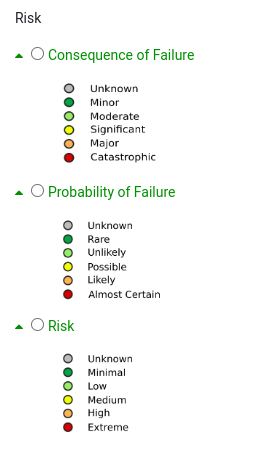 Risk
Consequence of Failure
Unknown
Minor
Moderate
Significant
Major
Catastrophic
Probability of Failure
Unknown
Rare
Unlikely
Possible
Likely
Almost Certain
Risk
Unknown
Minimal
Low
Medium
High
Extreme